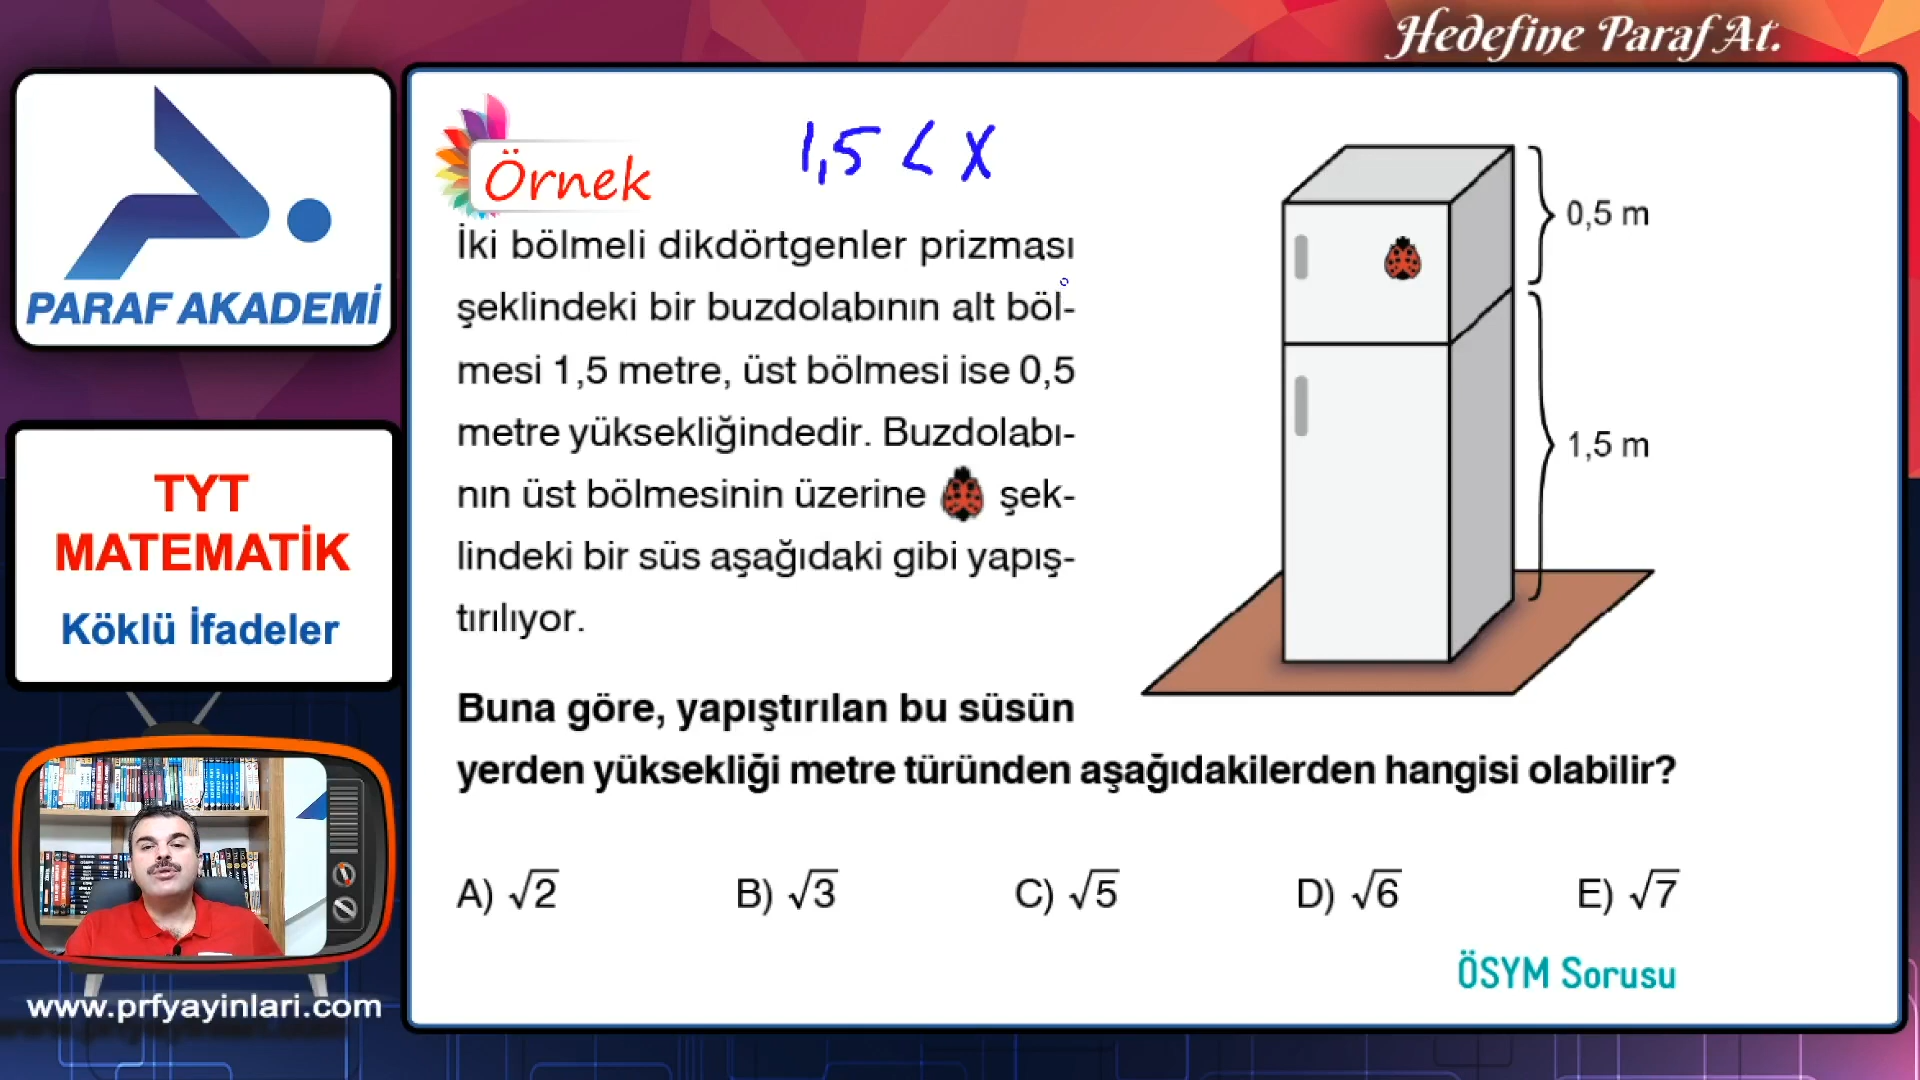 Hedefine Paraf At.
PARAF AKADEMİ
TYT
MATEMATİK
Köklü İfadeler
www.prfyayinlari.com
Örnek
1,5 < x
İki bölmeli dikdörtgenler prizması
şeklindeki bir buzdolabının alt böl-
mesi 1,5 metre, üst bölmesi ise 0,5
metre yüksekliğindedir. Buzdolabı-
nın üst bölmesinin üzerine şek-
lindeki bir süs aşağıdaki gibi yapış-
tırılıyor.
0,5 m
1,5 m
Buna göre, yapıştırılan bu süsün
yerden yüksekliği metre türünden aşağıdakilerden hangisi olabilir?
A) √2 B) √3 C) √5 D) √6 E) √7
ÖSYM Sorusu